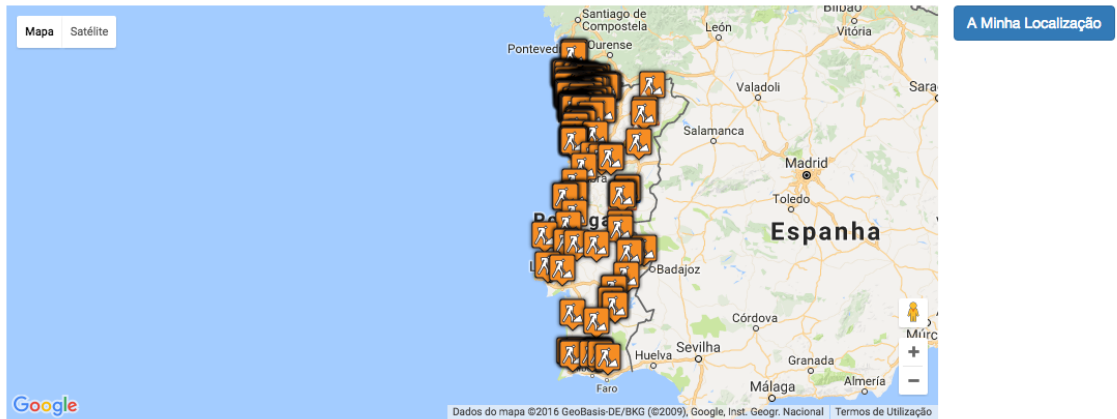 Mapa
Satélite
A Minha Localização
Santiago de
Compostela
León
Vitória
Ourense
Valadoli
Salamanca
Madrid
Toledo
Espanha
Badajoz
Córdova
Huelva
Sevilha
Granada
Faro
Málaga
Almería
Google
Dados do mapa ©2016 GeoBasis-DE/BKG (©2009), Google, Inst. Geogr. Nacional
Termos de Utilização